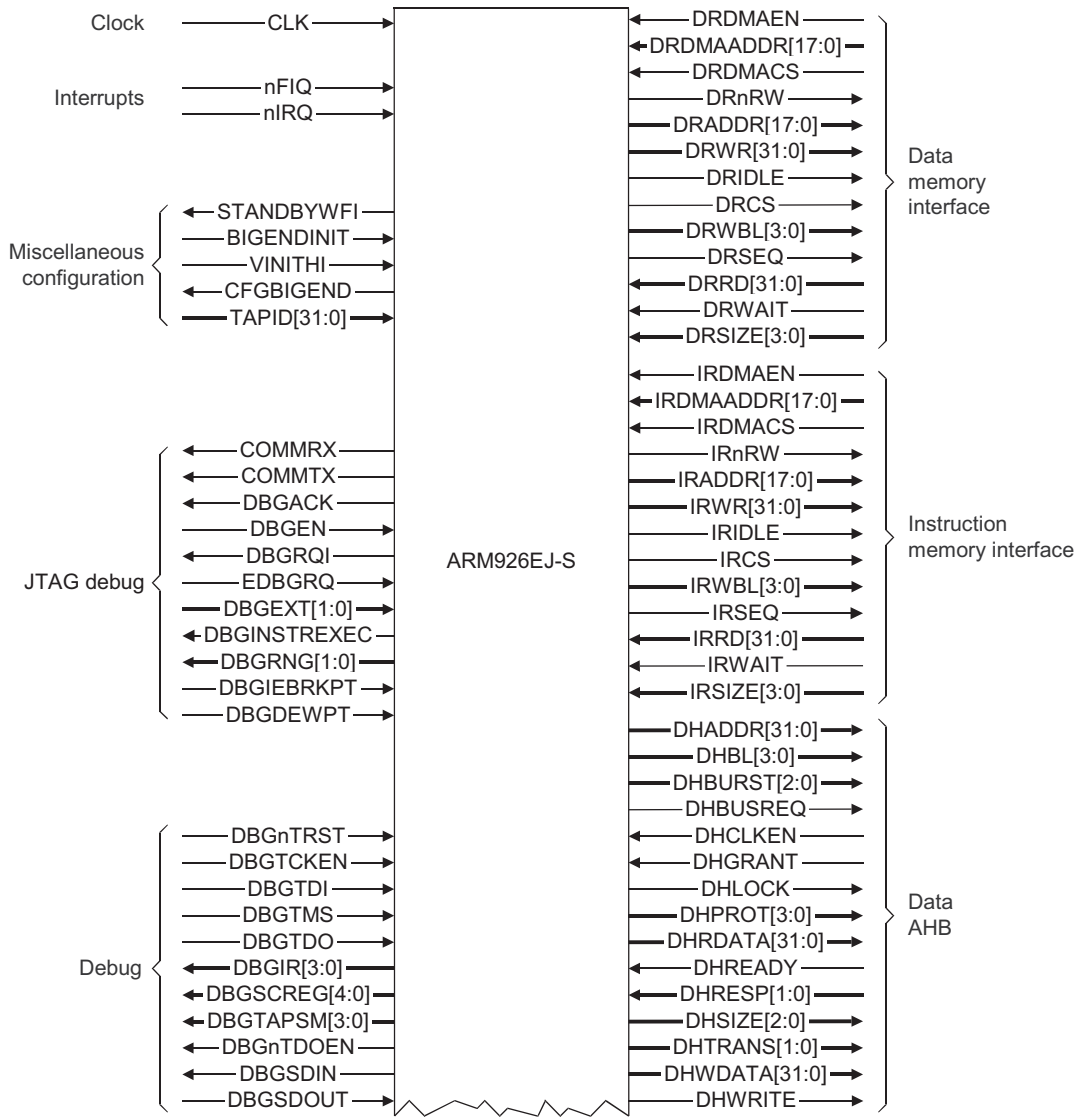 Clock
CLK
Interrupts
nFIQ
nIRQ
Miscellaneous
configuration
STANDBYWFI
BIGENDINIT
VINITHI
CFGBIGEND
TAPID[31:0]
JTAG debug
COMMRX
COMMTX
DBGACK
DBGEN
DBGRQI
EDBGRQ
DBGEXT[1:0]
DBGINSTREXEC
DBGRNG[1:0]
DBGIEBRKPT
DBGDEWPT
Debug
DBGnTRST
DBGTCKEN
DBGTDI
DBGTMS
DBGTDO
DBGIR[3:0]
DBGSCREG[4:0]
DBGTAPSM[3:0]
DBGnTDOEN
DBGSDIN
DBGSDOUT
ARM926EJ-S
DRDMAEN
DRDMAADDR[17:0]
DRDMACS
DRnRW
DRADDR[17:0]
DRWR[31:0]
DRIDLE
DRCS
DRWBL[3:0]
DRSEQ
DRRD[31:0]
DRWAIT
DRSIZE[3:0]
Data
memory
interface
IRDMAEN
IRDMAADDR[17:0]
IRDMACS
IRnRW
IRADDR[17:0]
IRWR[31:0]
IRIDLE
IRCS
IRWBL[3:0]
IRSEQ
IRRD[31:0]
IRWAIT
IRSIZE[3:0]
Instruction
memory interface
DHADDR[31:0]
DHBL[3:0]
DHBURST[2:0]
DHBUSREQ
DHCLKEN
DHGRANT
DHLOCK
DHPROT[3:0]
DHRDATA[31:0]
DHREADY
DHRESP[1:0]
DHSIZE[2:0]
DHTRANS[1:0]
DHWDATA[31:0]
DHWRITE
Data
AHB